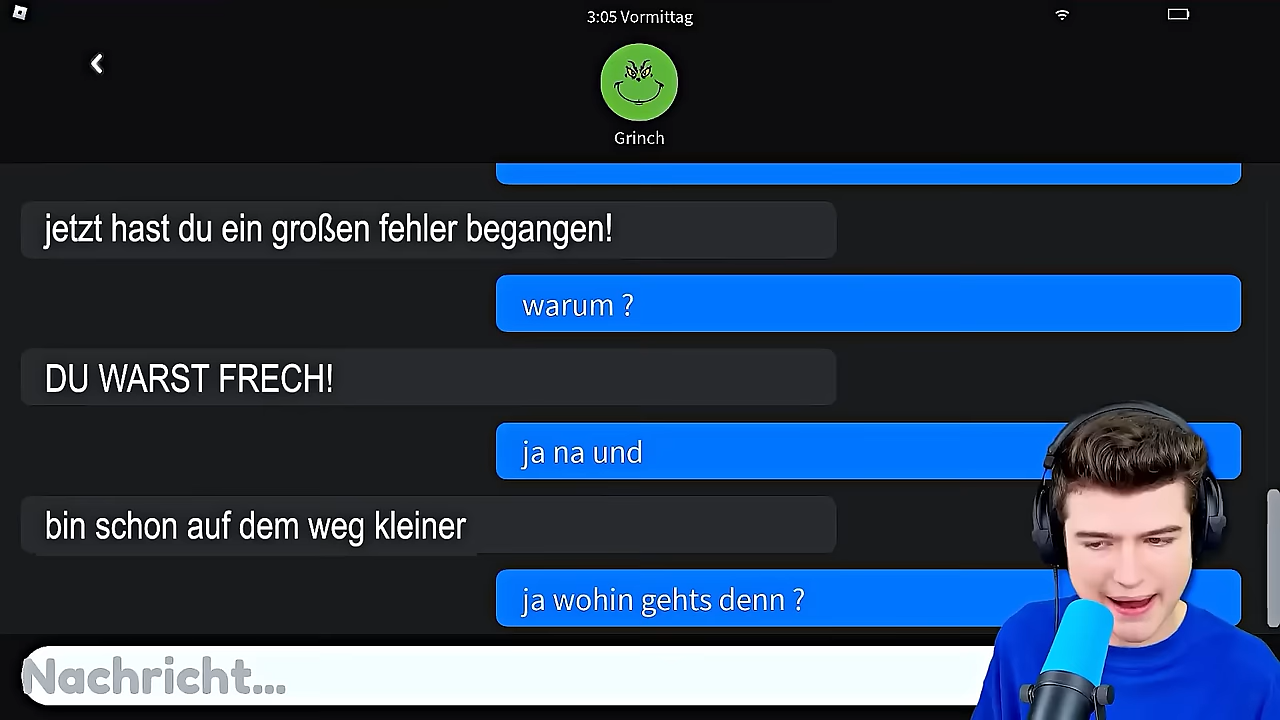 3:05 Vormittag
Grinch
jetzt hast du ein großen fehler begangen!
warum ?
DU WARST FRECH!
ja na und
bin schon auf dem weg kleiner
ja wohin gehts denn ?
Nachricht...